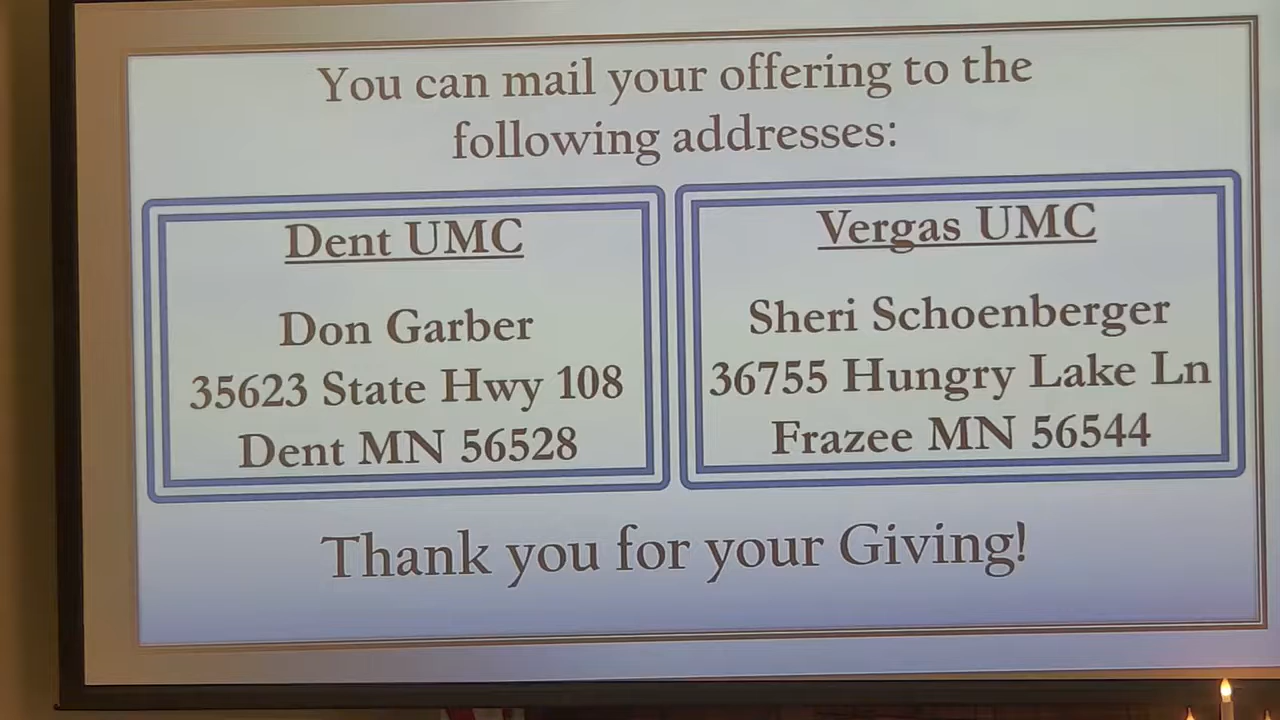 You can mail your offering to the
following addresses:
Dent UMC
Don Garber
35623 State Hwy 108
Dent MN 56528
Vergas UMC
Sheri Schoenberger
36755 Hungry Lake Ln
Frazee MN 56544
Thank you for your Giving!